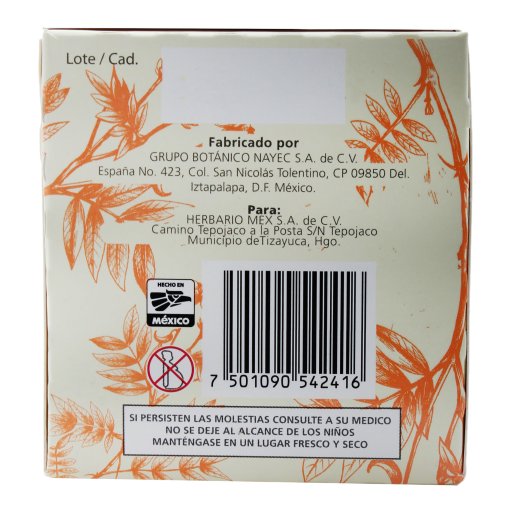 Lote / Cad.
Fabricado por
GRUPO BOTÁNICO NAYEC S.A. de C.V.
España No. 423, Col. San Nicolás Tolentino, CP 09850 Del.
Iztapalapa, D.F. México.
Para:
HERBARIO MEX S.A. de C.V.
Camino Tepojaco a la Posta S/N Tepojaco
Municipio deTizayuca, Hgo.
HECHO EN
MÉXICO
7 501090 542416
SI PERSISTEN LAS MOLESTIAS CONSULTE A SU MEDICO
NO SE DEJE AL ALCANCE DE LOS NIÑOS
MANTÉNGASE EN UN LUGAR FRESCO Y SECO